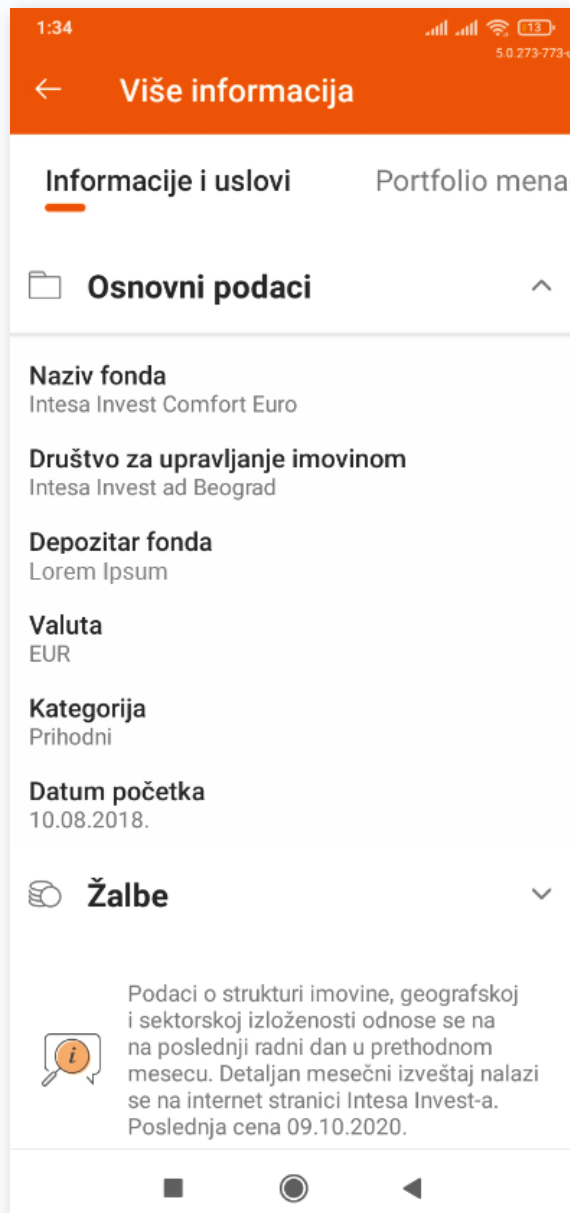 1:34
13
5.0.273-773-u
Više informacija
Informacije i uslovi
Portfolio mena
Osnovni podaci
Naziv fonda
Intesa Invest Comfort Euro
Društvo za upravljanje imovinom
Intesa Invest ad Beograd
Depozitar fonda
Lorem Ipsum
Valuta
EUR
Kategorija
Prihodni
Datum početka
10.08.2018.
Žalbe
i
Podaci o strukturi imovine, geografskoj
i sektorskoj izloženosti odnose se na
na poslednji radni dan u prethodnom
mesecu. Detaljan mesečni izveštaj nalazi
se na internet stranici Intesa Invest-a.
Poslednja cena 09.10.2020.